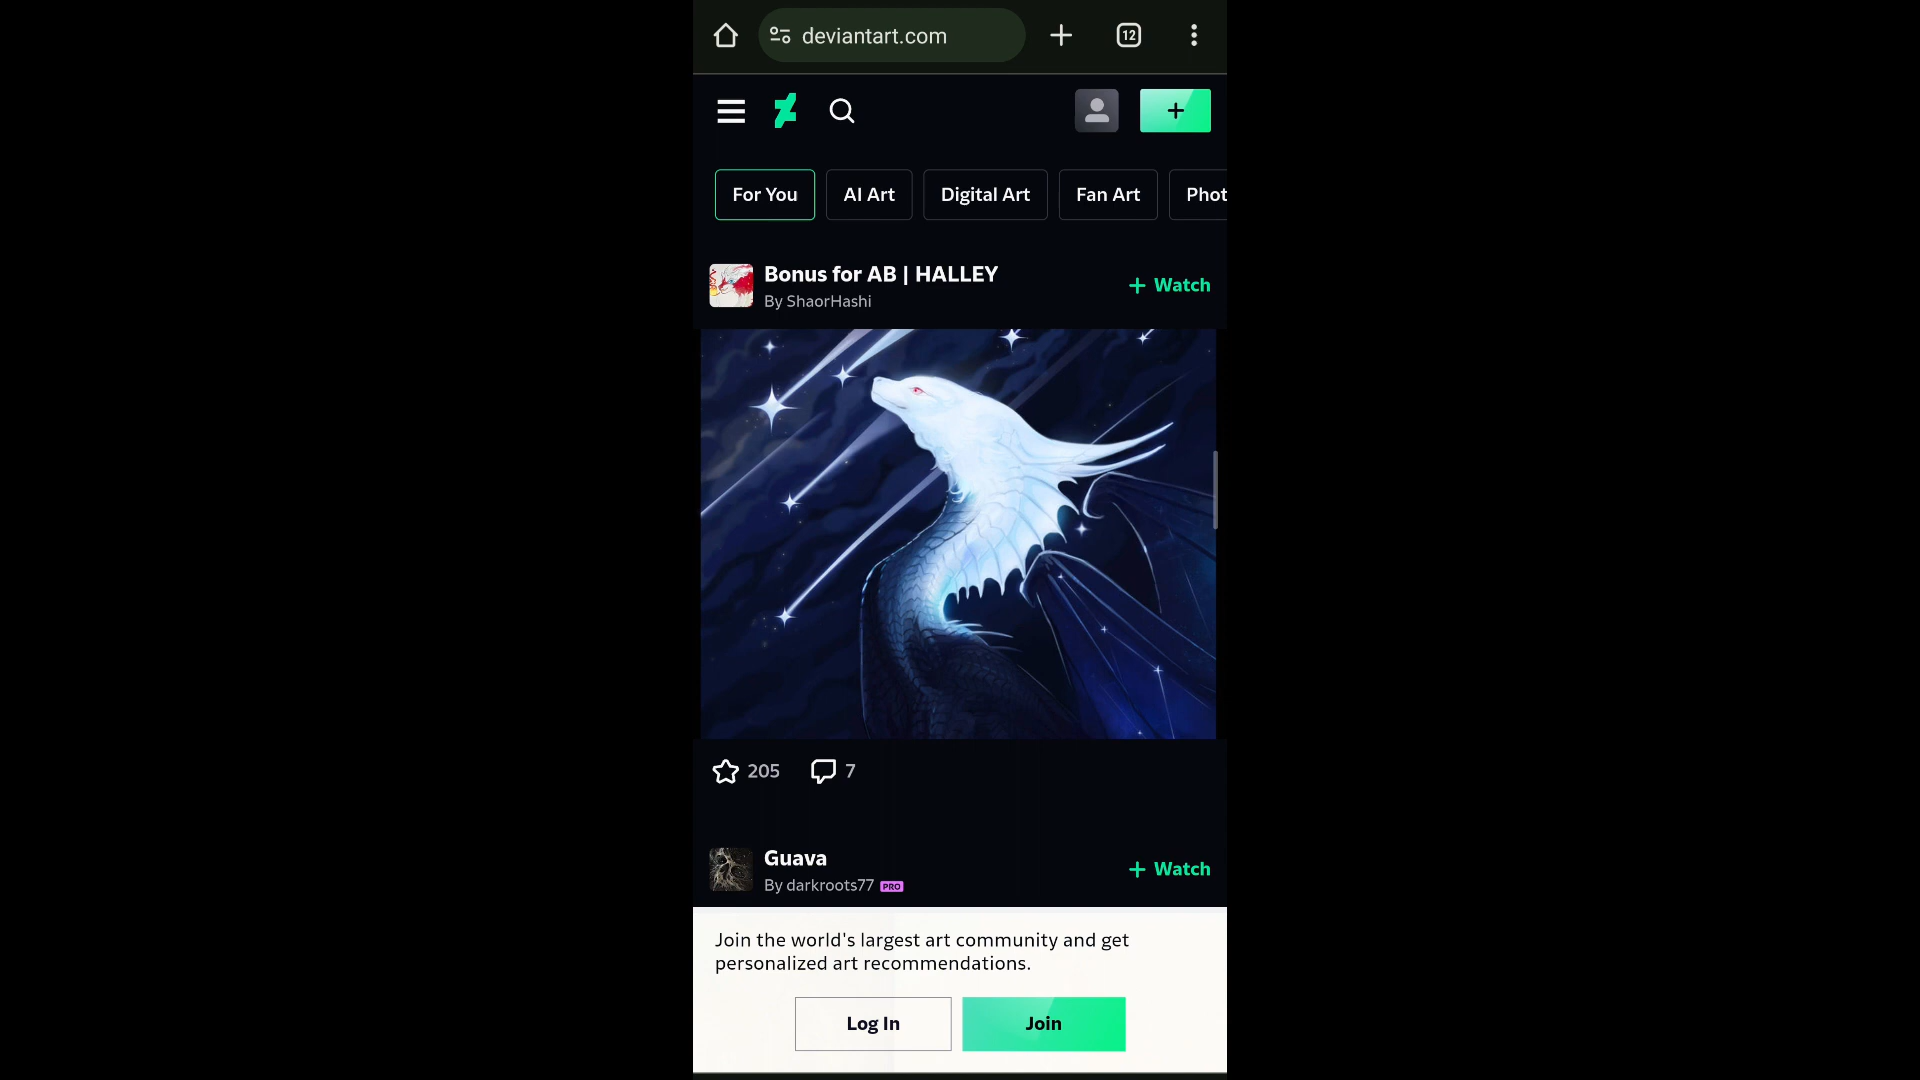 deviantart.com
12
For You
AI Art
Digital Art
Fan Art
Phot
Bonus for AB | HALLEY
By ShaorHashi
+ Watch
205
7
Guava
By darkroots77 PRO
+ Watch
Join the world's largest art community and get
personalized art recommendations.
Log In
Join